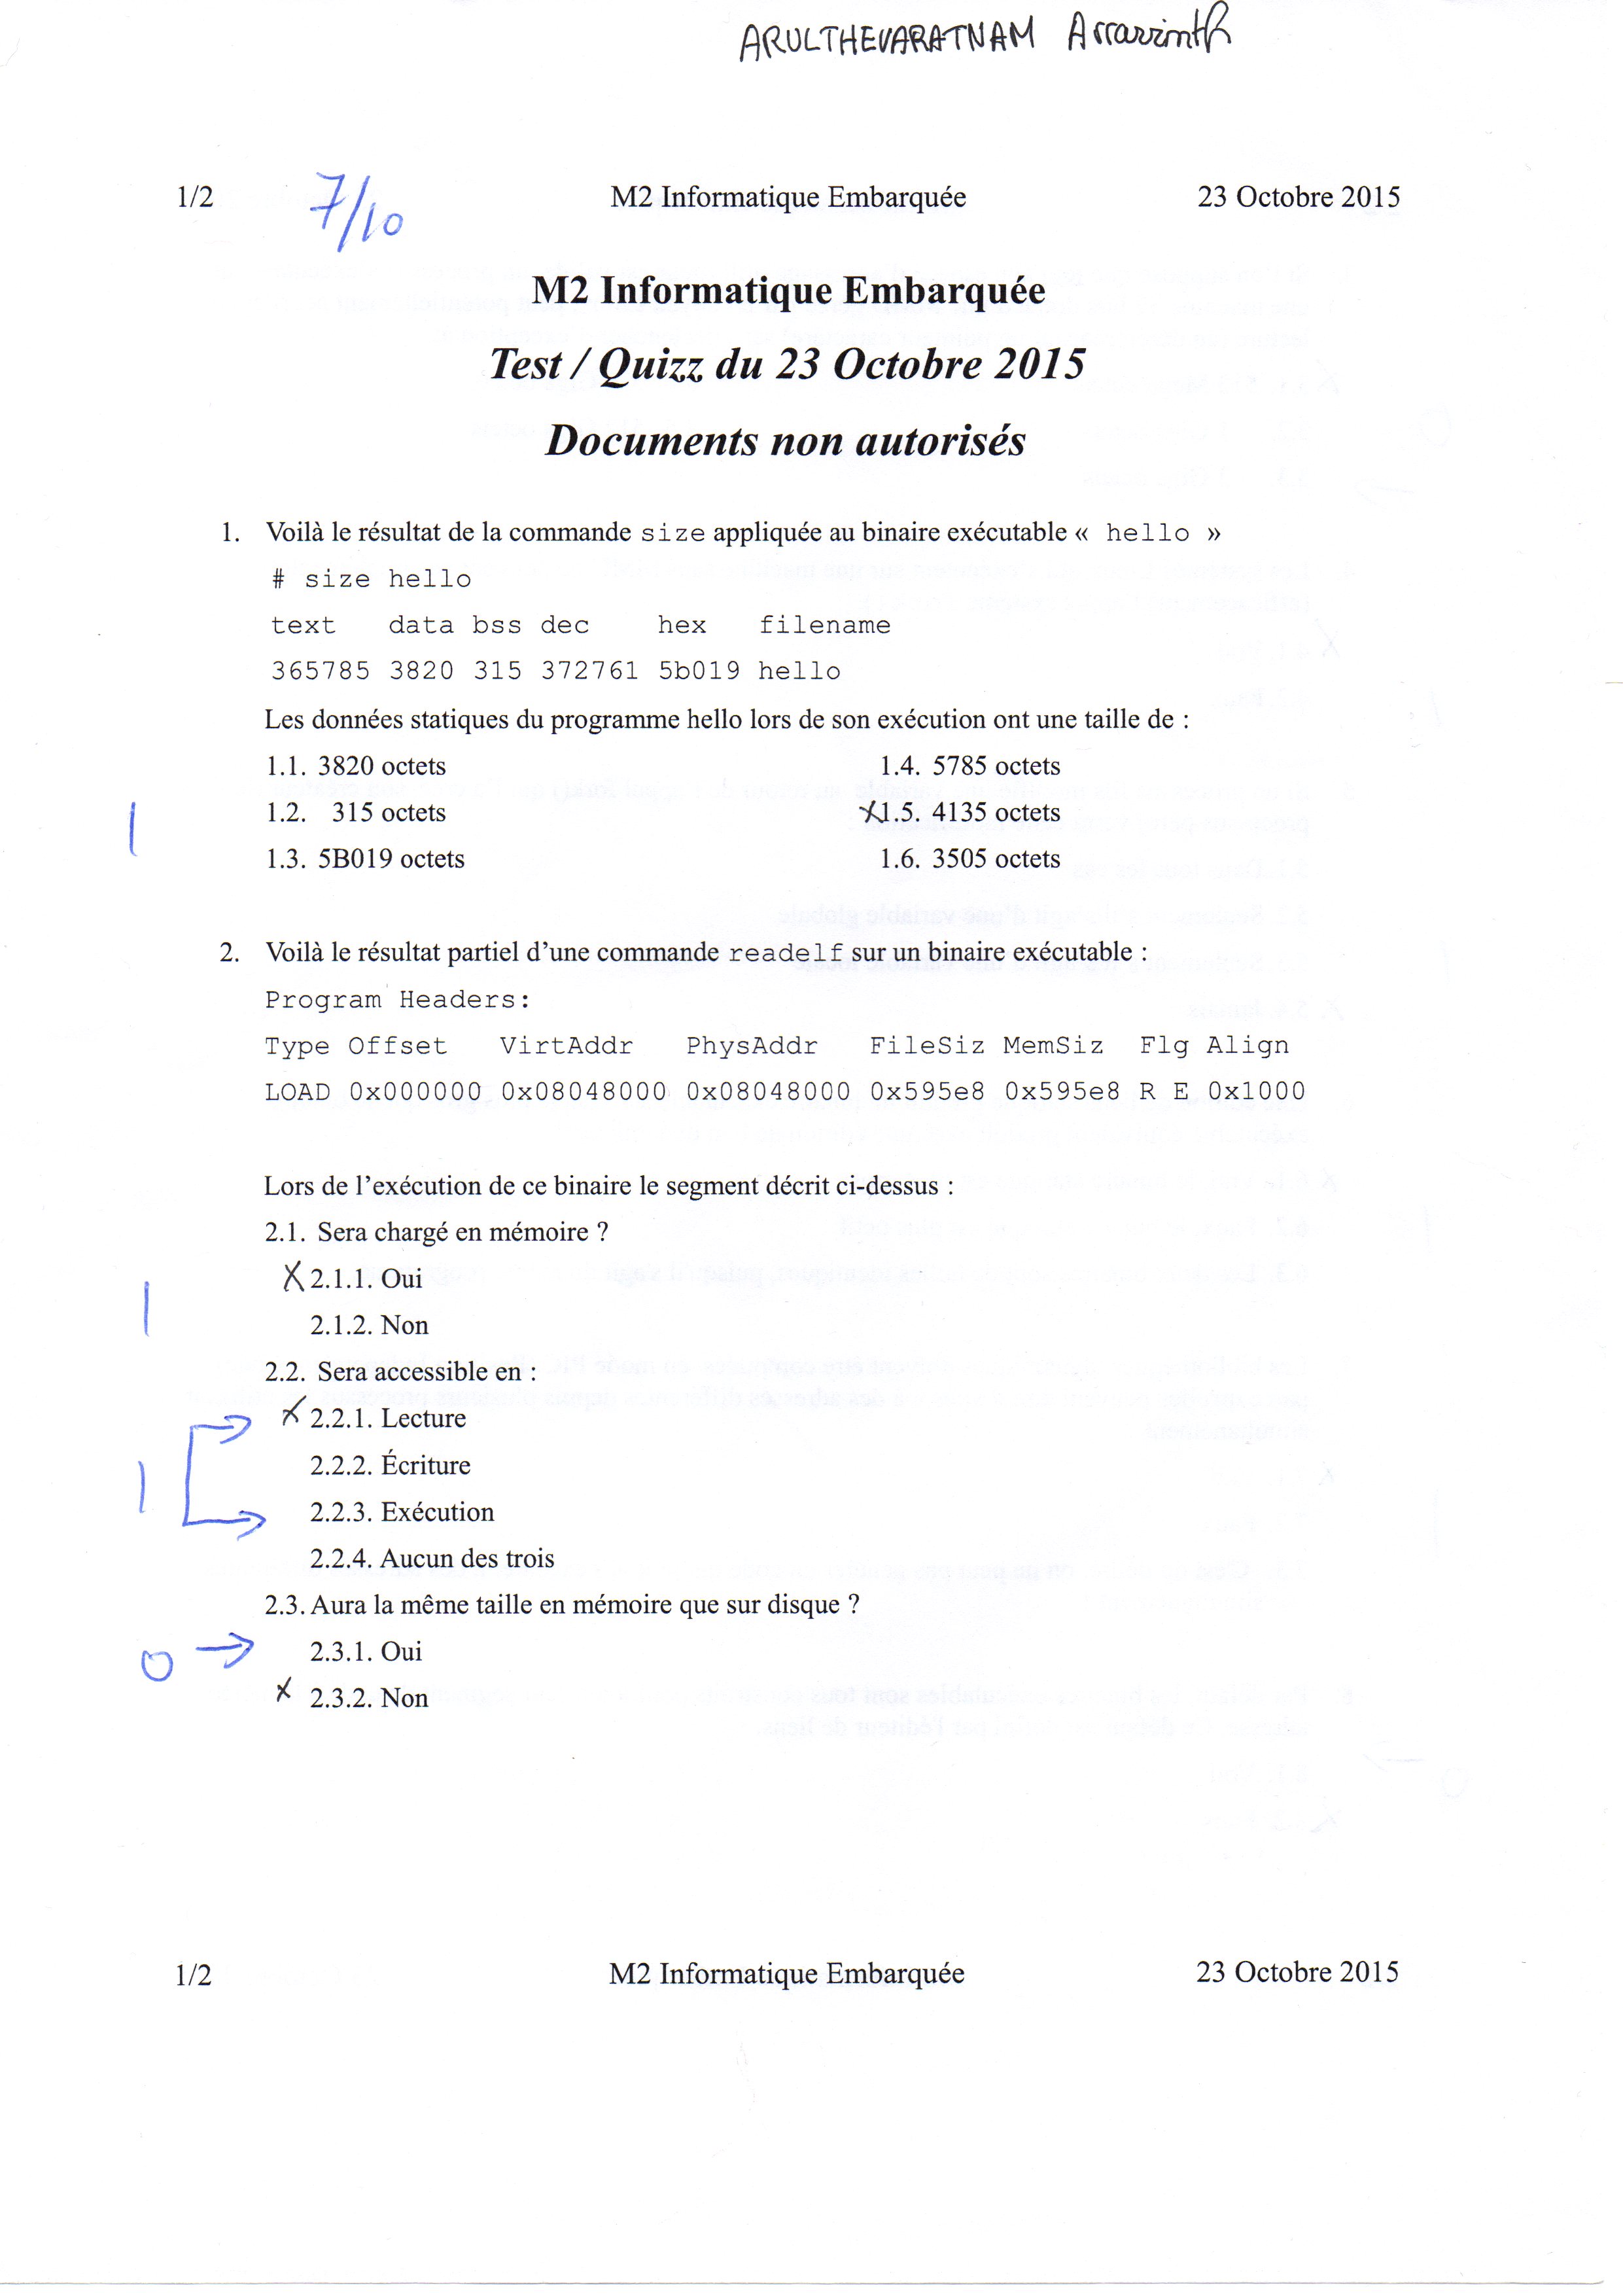 ARULTHEVARATNAM Arravinth
1/2 7/10 M2 Informatique Embarquée 23 Octobre 2015
M2 Informatique Embarquée
Test / Quizz du 23 Octobre 2015
Documents non autorisés
1. Voilà le résultat de la commande size appliquée au binaire exécutable « hello »
# size hello
text data bss dec hex filename
365785 3820 315 372761 5b019 hello
Les données statiques du programme hello lors de son exécution ont une taille de :
1.1. 3820 octets X 1.4. 5785 octets
1 1.2. 315 octets X 1.5. 4135 octets
1.3. 5B019 octets 1.6. 3505 octets
2. Voilà le résultat partiel d'une commande readelf sur un binaire exécutable :
Program Headers:
Type Offset VirtAddr PhysAddr FileSiz MemSiz Flg Align
LOAD 0x000000 0x08048000 0x08048000 0x595e8 0x595e8 R E 0x1000
Lors de l'exécution de ce binaire le segment décrit ci-dessus :
2.1. Sera chargé en mémoire ?
X 2.1.1. Oui
1
2.1.2. Non
2.2. Sera accessible en :
X 2.2.1. Lecture
2.2.2. Écriture
1
2.2.3. Exécution
2.2.4. Aucun des trois
2.3. Aura la même taille en mémoire que sur disque ?
0 → 2.3.1. Oui
X 2.3.2. Non
1/2 M2 Informatique Embarquée 23 Octobre 2015